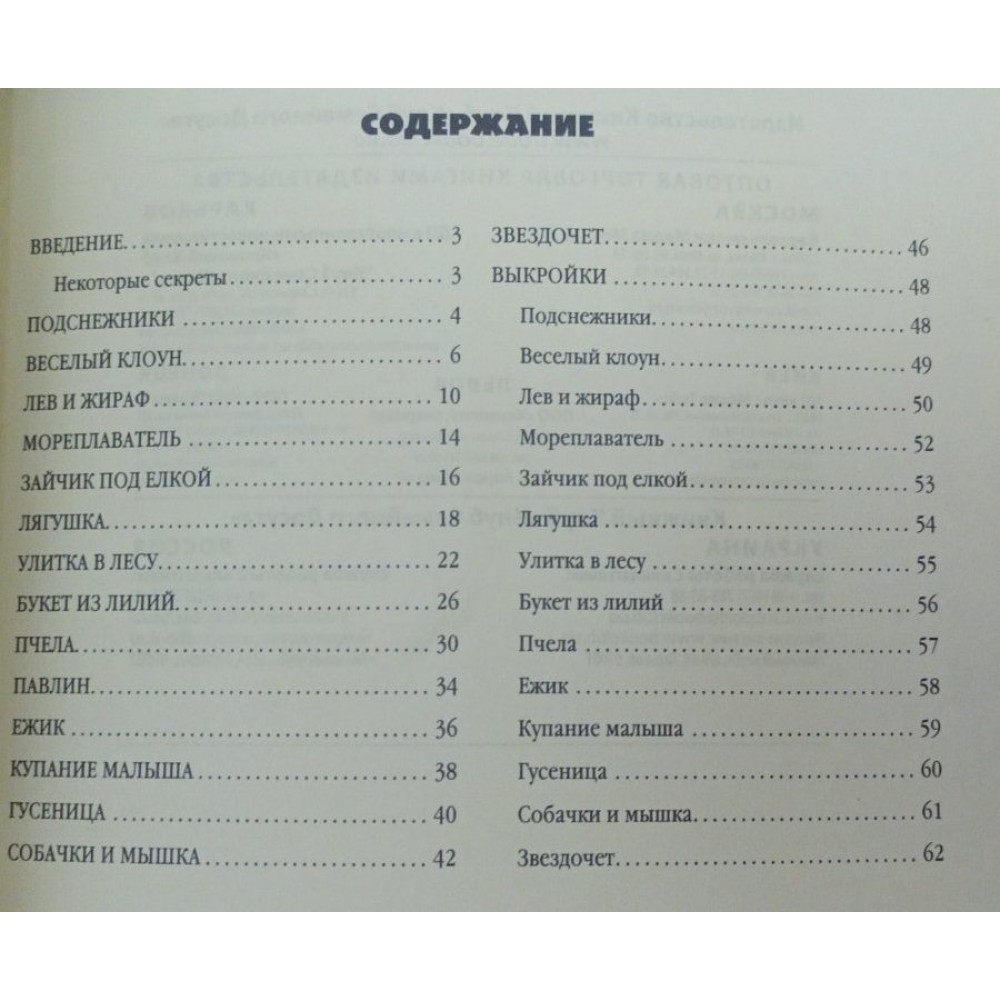 СОДЕРЖАНИЕ
ВВЕДЕНИЕ 3
Некоторые секреты 3
ПОДСНЕЖНИКИ 4
ВЕСЕЛЫЙ КЛОУН 6
ЛЕВ И ЖИРАФ 10
МОРЕПЛАВАТЕЛЬ 14
ЗАЙЧИК ПОД ЕЛКОЙ 16
ЛЯГУШКА 18
УЛИТКА В ЛЕСУ 22
БУКЕТ ИЗ ЛИЛИЙ 26
ПЧЕЛА 30
ПАВЛИН 34
ЕЖИК 36
КУПАНИЕ МАЛЫША 38
ГУСЕНИЦА 40
СОБАЧКИ И МЫШКА 42
ЗВЕЗДОЧЕТ 46
ВЫКРОЙКИ 48
Подснежники 48
Веселый клоун 49
Лев и жираф 50
Мореплаватель 52
Зайчик под елкой 53
Лягушка 54
Улитка в лесу 55
Букет из лилий 56
Пчела 57
Ежик 58
Купание малыша 59
Гусеница 60
Собачки и мышка 61
Звездочет 62